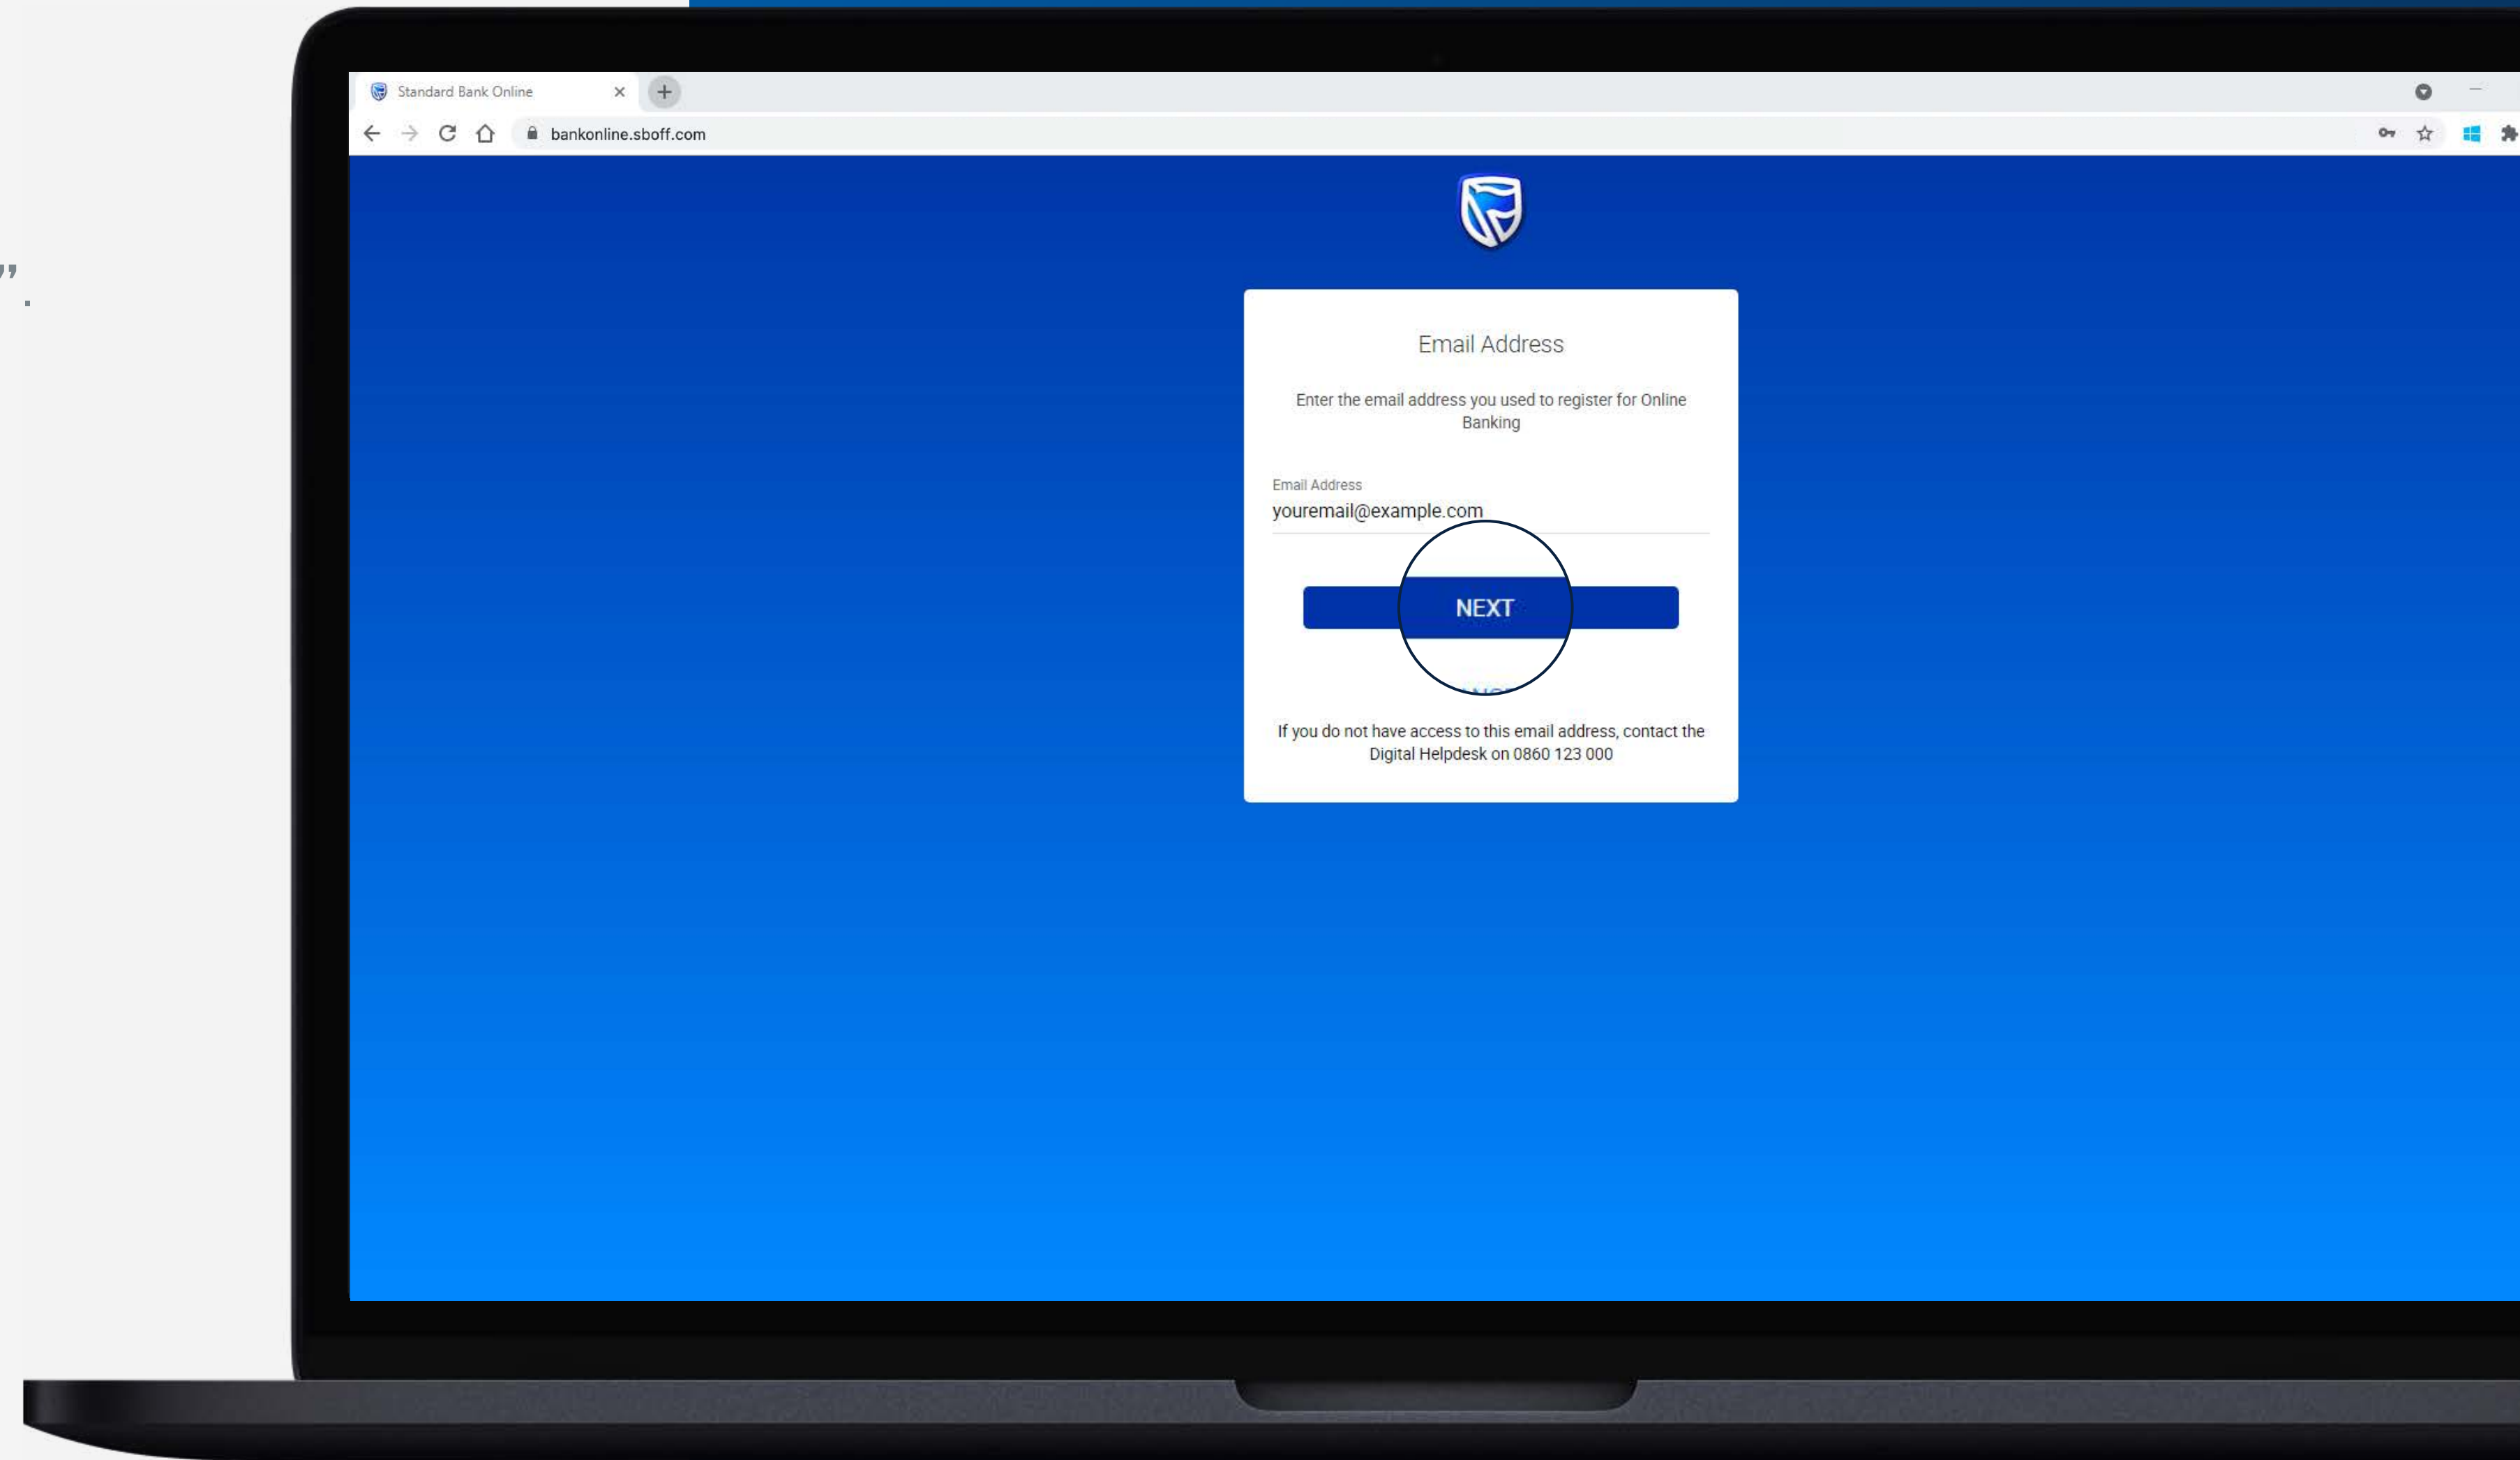 Standard Bank Online
bankonline.sboff.com
”.
Email Address
Enter the email address you used to register for Online
Banking
Email Address
youremail@example.com
NEXT
If you do not have access to this email address, contact the
Digital Helpdesk on 0860 123 000